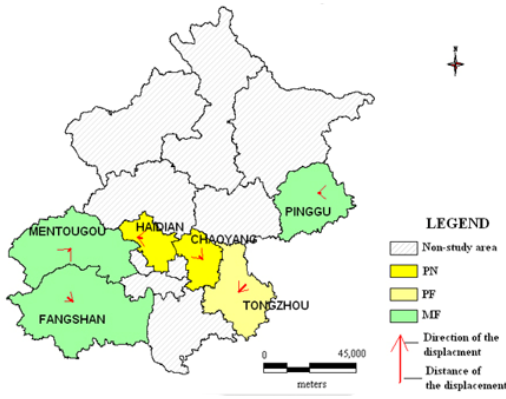 N
PINGGU
MENTOUGOU
HAIDIAN
CHAOYANG
TONGZHOU
FANGSHAN
LEGEND
Non-study area
PN
PF
MF
Direction of the
displacment
Distance of
the displacement
0 45,000
meters